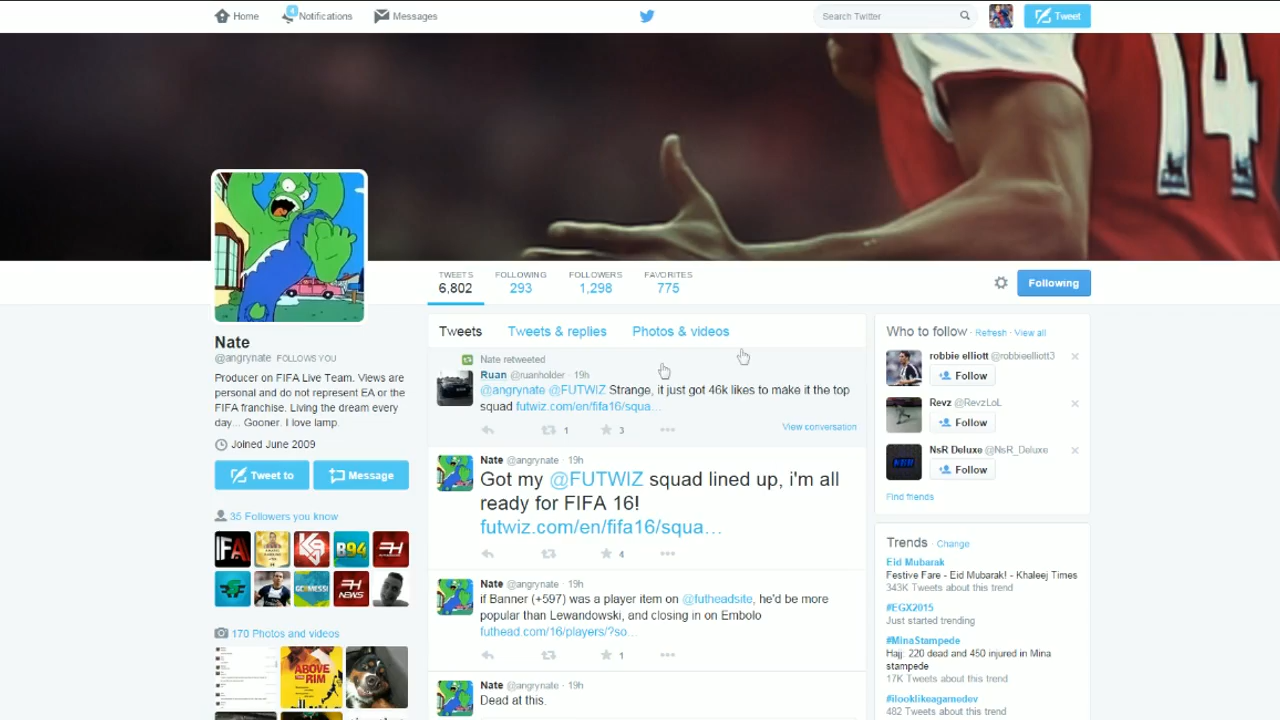 Home
4
Notifications
Messages
Search Twitter
Tweet
14
TWEETS
6,802
FOLLOWING
293
FOLLOWERS
1,298
FAVORITES
775
Following
Nate
@angrynate FOLLOWS YOU
Producer on FIFA Live Team. Views are
personal and do not represent EA or the
FIFA franchise. Living the dream every
day... Gooner. I love lamp.
Joined June 2009
Tweet to
Message
35 Followers you know
B94
NEWS
170 Photos and videos
ABOVE
THE
RIM
Tweets
Tweets & replies
Photos & videos
Nate retweeted
Ruan @ruanholder · 19h
@angrynate @FUTWIZ Strange, it just got 46k likes to make it the top
squad futwiz.com/en/fifa16/squa...
1
3
View conversation
Nate @angrynate · 19h
Got my @FUTWIZ squad lined up, i'm all
ready for FIFA 16!
futwiz.com/en/fifa16/squa...
4
Nate @angrynate · 19h
if Banner (+597) was a player item on @futheadsite, he'd be more
popular than Lewandowski, and closing in on Embolo
futhead.com/16/players/?so...
1
Nate @angrynate · 19h
Dead at this.
Who to follow · Refresh · View all
robbie elliott @robbieelliott3
Follow
Revz @RevzLoL
Follow
NsR Deluxe @NsR_Deluxe
Follow
Find friends
Trends · Change
Eid Mubarak
Festive Fare - Eid Mubarak! - Khaleej Times
343K Tweets about this trend
#EGX2015
Just started trending
#MinaStampede
Hajj: 220 dead and 450 injured in Mina
stampede
17K Tweets about this trend
#ilooklikeagamedev
482 Tweets about this trend